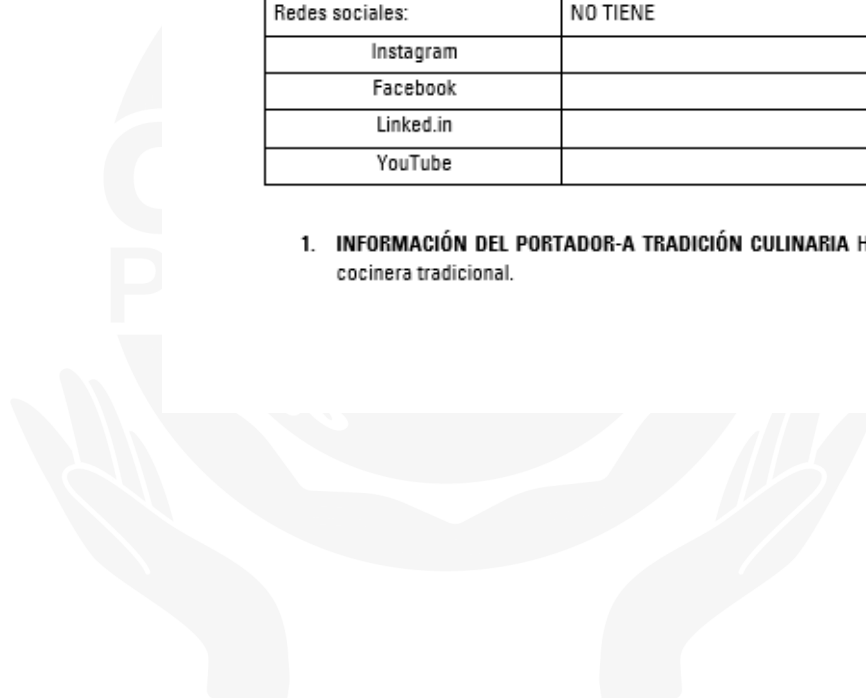 Redes sociales: NO TIENE
Instagram
Facebook
Linked.in
YouTube
1. INFORMACIÓN DEL PORTADOR-A TRADICIÓN CULINARIA
cocinera tradicional.